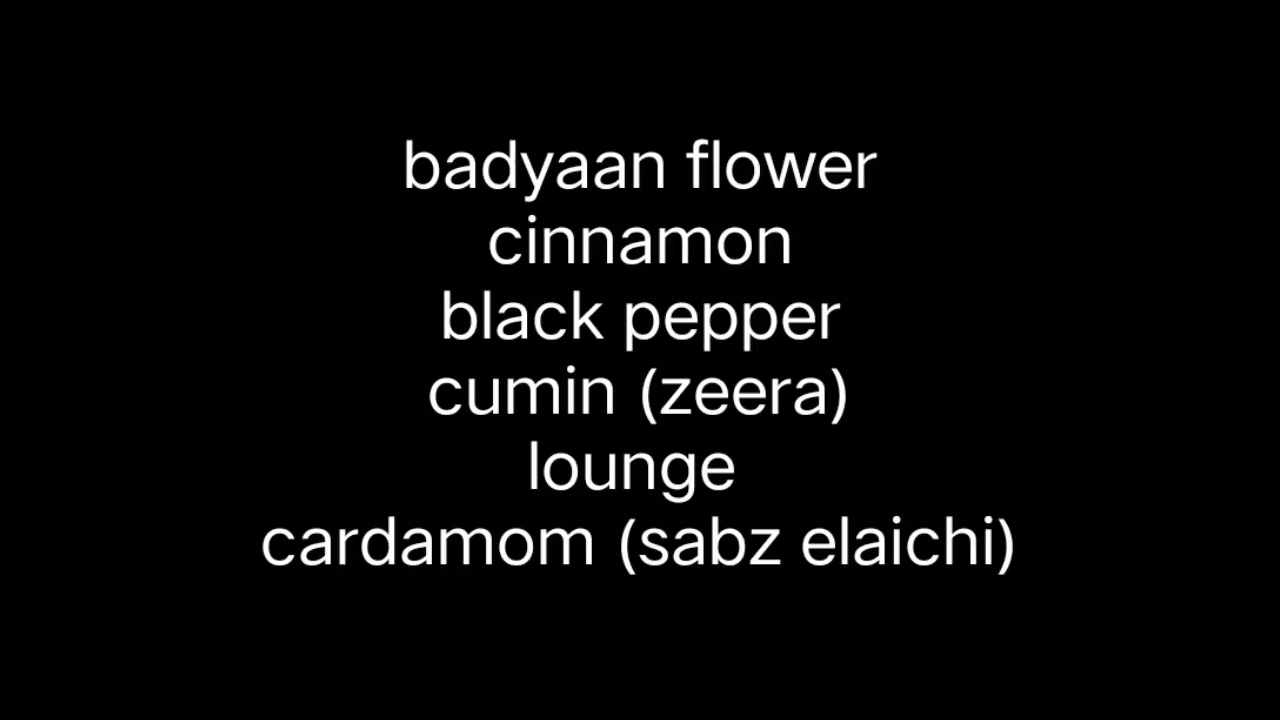 badyaan flower
cinnamon
black pepper
cumin (zeera)
lounge
cardamom (sabz elaichi)